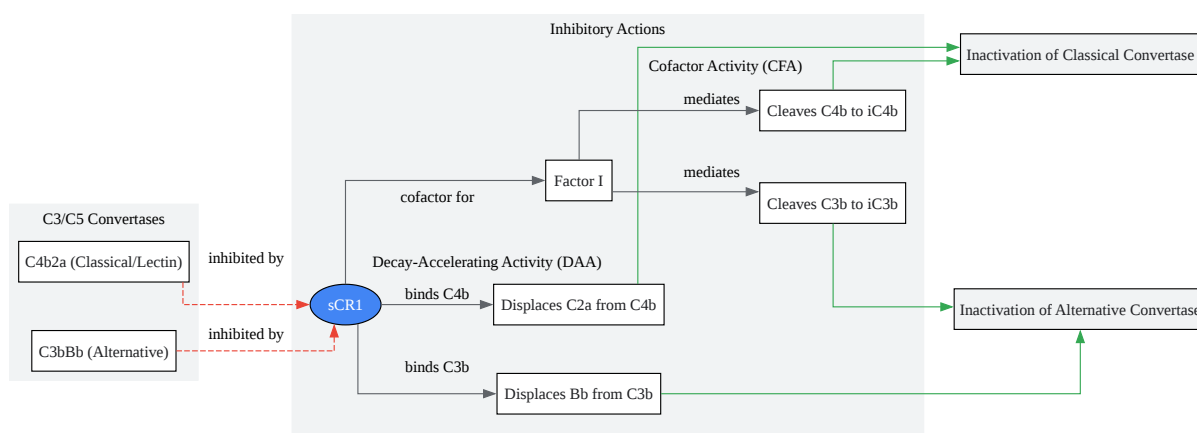 Inhibitory Actions
Inactivation of Classical Convertase
Cofactor Activity (CFA)
mediates
Cleaves C4b to iC4b
Factor I
mediates
cofactor for
Cleaves C3b to iC3b
C3/C5 Convertases
C4b2a (Classical/Lectin)
inhibited by
Decay-Accelerating Activity (DAA)
sCR1
binds C4b
Displaces C2a from C4b
Inactivation of Alternative Convertase
inhibited by
C3bBb (Alternative)
binds C3b
Displaces Bb from C3b